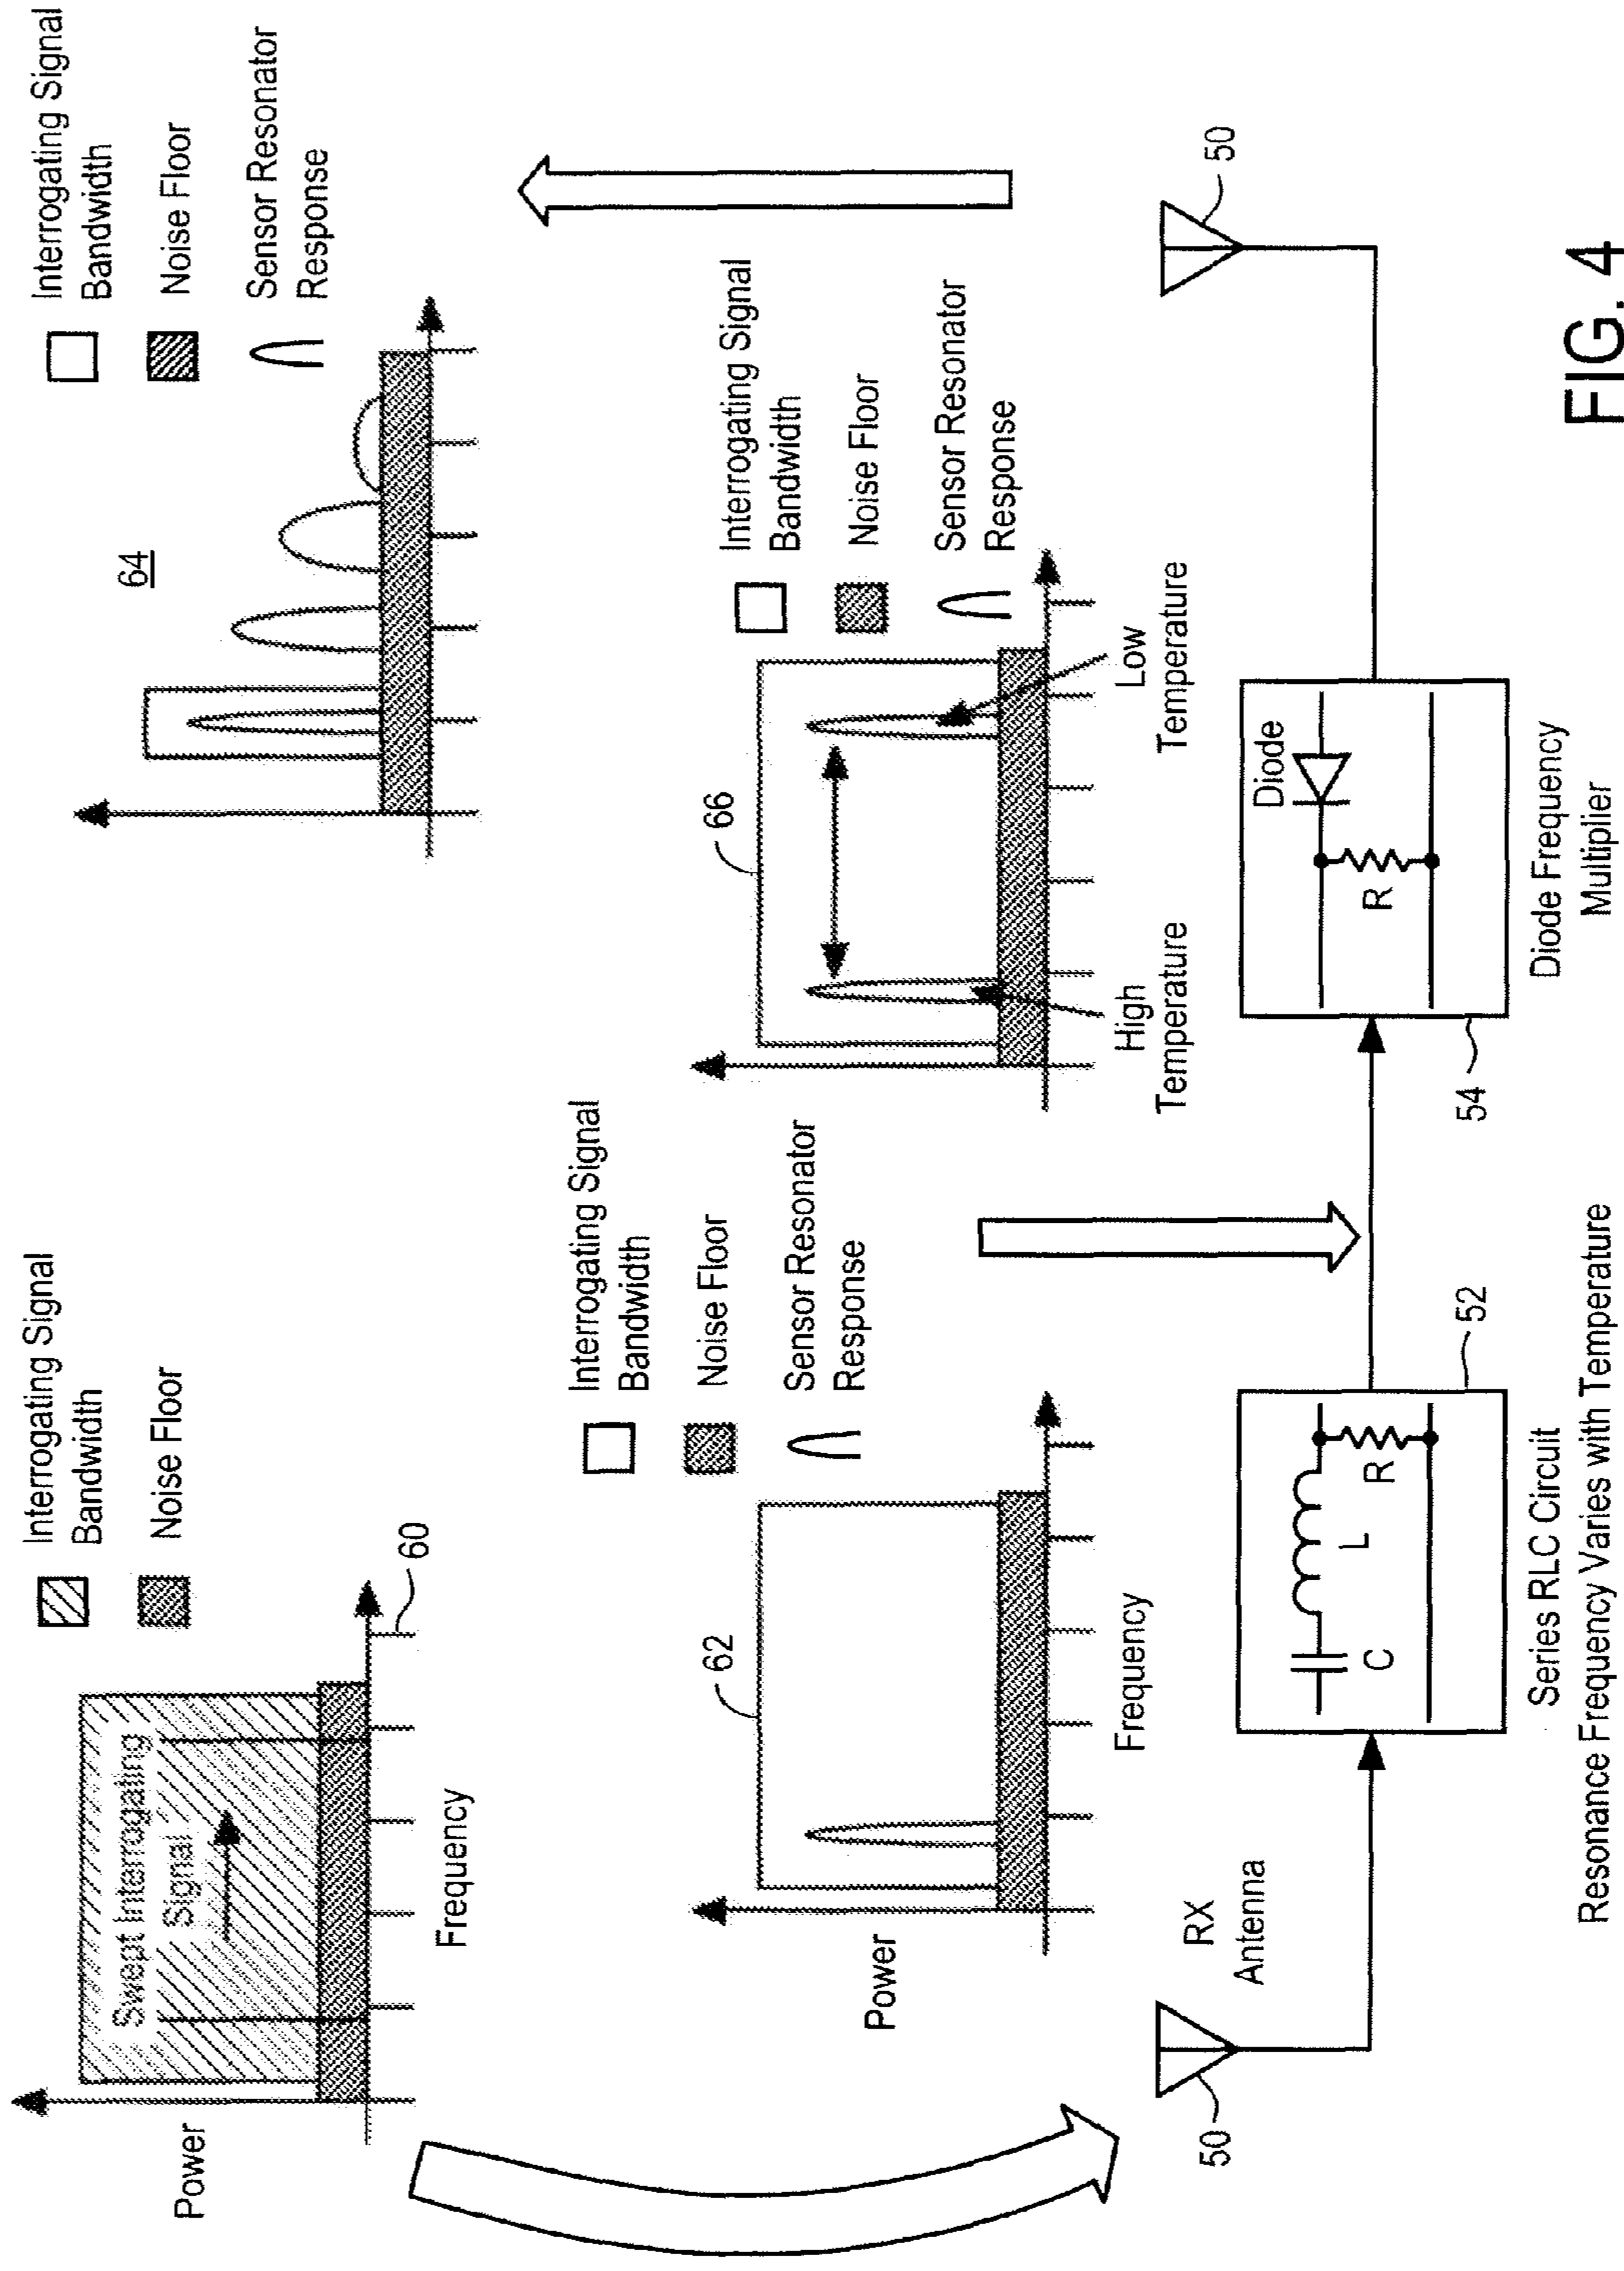 Power
Swept Interrogating
Signal
Frequency
60
Interrogating Signal
Bandwidth
Noise Floor
64
Interrogating Signal
Bandwidth
Noise Floor
Sensor Resonator
Response
Power
62
Frequency
Interrogating Signal
Bandwidth
Noise Floor
Sensor Resonator
Response
66
High
Temperature
Low
Temperature
Interrogating Signal
Bandwidth
Noise Floor
Sensor Resonator
Response
50
RX
Antenna
C
L
R
52
Series RLC Circuit
Resonance Frequency Varies with Temperature
54
R
Diode
Diode Frequency
Multiplier
50
FIG. 4